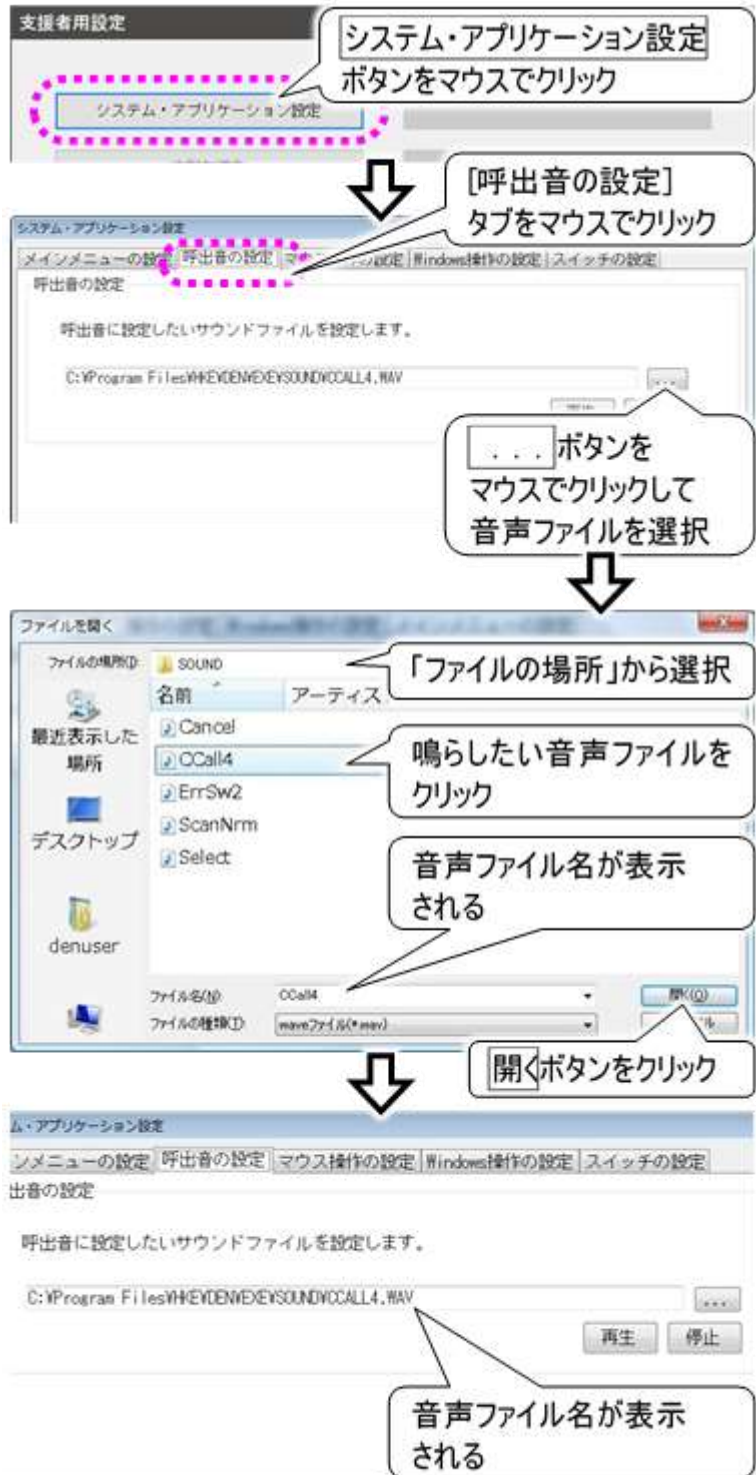 支援者用設定
システム・アプリケーション設定
ボタンをマウスでクリック
システム・アプリケーション設定
[呼出音の設定]
タブをマウスでクリック
システム・アプリケーション設定
メインメニューの設定 呼出音の設定 の設定 Windows操作の設定 スイッチの設定
呼出音の設定
呼出音に設定したいサウンドファイルを設定します。
C:¥Program Files¥HKE¥DEN¥EXE¥SOUND¥CCALL4.WAV
...
... ボタンを
マウスでクリックして
音声ファイルを選択
ファイルを開く
ファイルの場所(I): SOUND
「ファイルの場所」から選択
名前 アーティス
最近表示した
場所
Cancel
CCall4
鳴らしたい音声ファイルを
クリック
ErrSw2
ScanNrm
デスクトップ
Select
音声ファイル名が表示
される
denuser
ファイル名(N): CCall4 開く(O)
ファイルの種類(T): waveファイル(*.wav)
開くボタンをクリック
ム・アプリケーション設定
ンメニューの設定 呼出音の設定 マウス操作の設定 Windows操作の設定 スイッチの設定
出音の設定
呼出音に設定したいサウンドファイルを設定します。
C:¥Program Files¥HKE¥DEN¥EXE¥SOUND¥CCALL4.WAV
...
再生 停止
音声ファイル名が表示
される